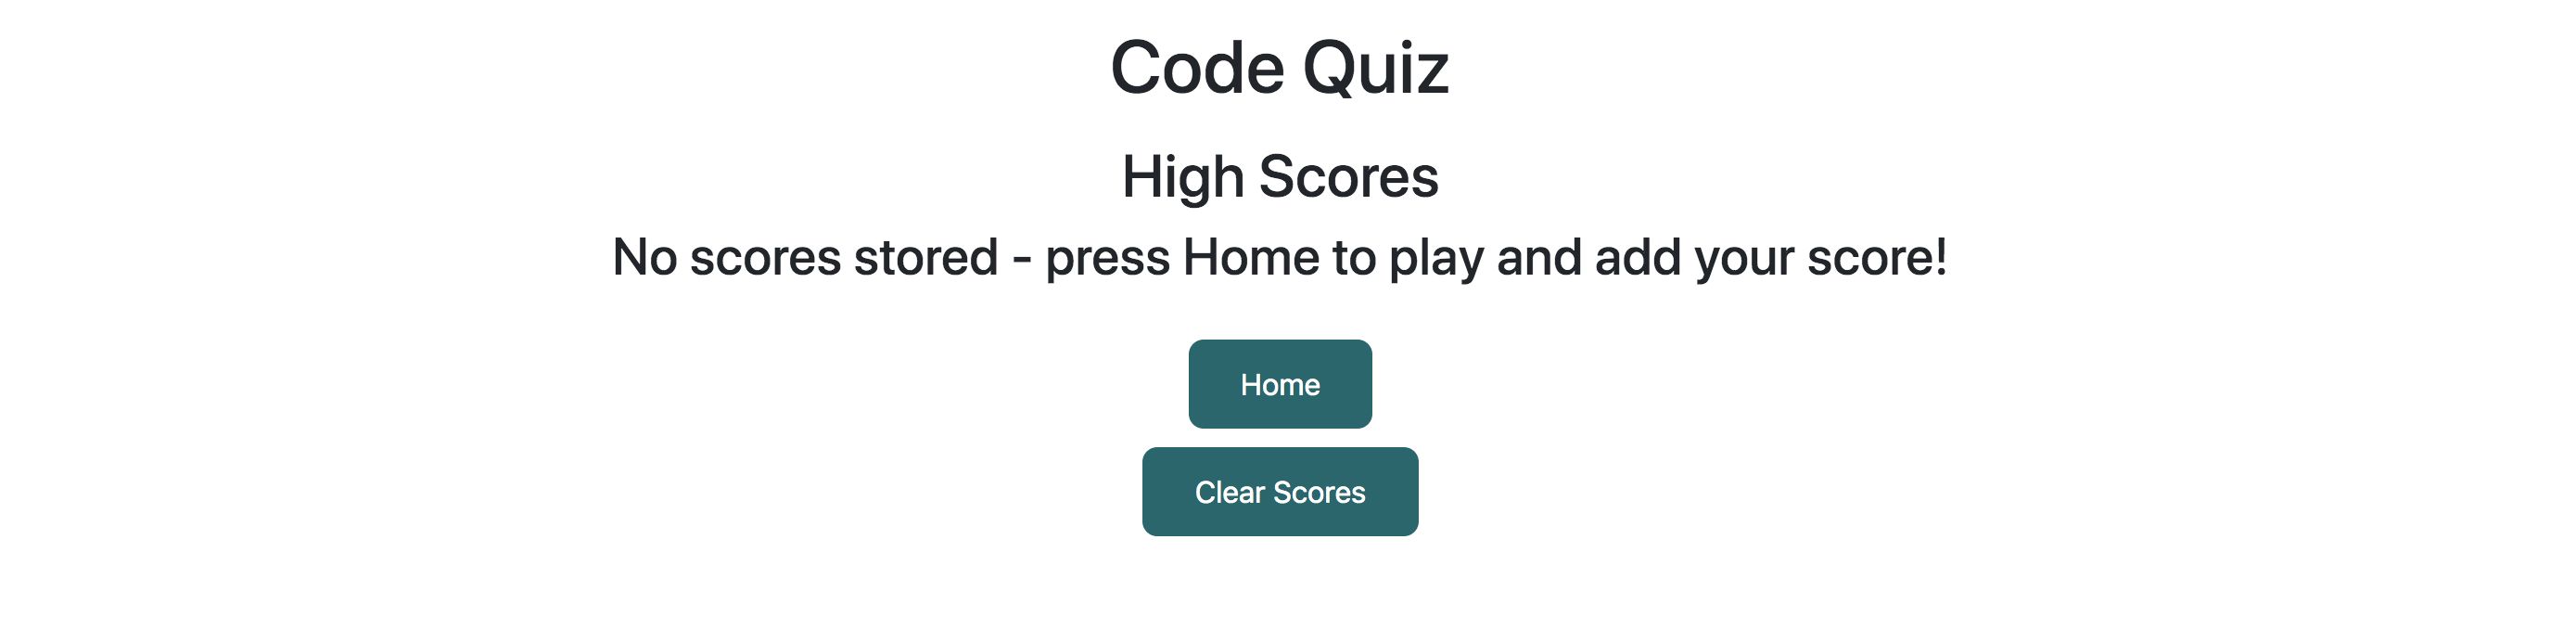 Code Quiz
High Scores
No scores stored - press Home to play and add your score!
Home
Clear Scores